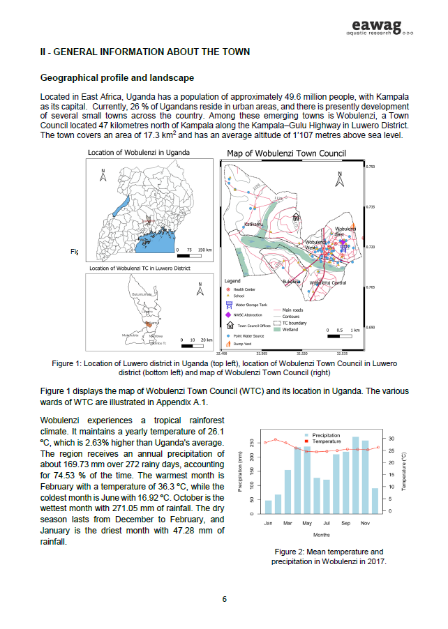 eawag
aquatic research
II - GENERAL INFORMATION ABOUT THE TOWN
Geographical profile and landscape
Located in East Africa, Uganda has a population of approximately 49.6 million people, with Kampala
as its capital. Currently, 26 % of Ugandans reside in urban areas, and there is presently development
of several small towns across the country. Among these emerging towns is Wobulenzi, a Town
Council located 47 kilometres north of Kampala along the Kampala–Gulu Highway in Luwero District.
The town covers an area of 17.3 km² and has an average altitude of 1'107 metres above sea level.
Location of Wobulenzi in Uganda
N
0 75 150 km
Fig
Location of Wobulenzi TC in Luwero District
N
0 10 20 km
Map of Wobulenzi Town Council
N
Katikamu
Wobulenzi
Legend
Health Center
School
Water Storage Tank
NWSC Abstraction
Town Council Offices
Point Water Source
Dump Yard
Main roads
Contours
TC boundary
Wetland
0 0.5 1 km
Figure 1: Location of Luwero district in Uganda (top left), location of Wobulenzi Town Council in Luwero
district (bottom left) and map of Wobulenzi Town Council (right)
Figure 1 displays the map of Wobulenzi Town Council (WTC) and its location in Uganda. The various
wards of WTC are illustrated in Appendix A.1.
Wobulenzi experiences a tropical rainforest
climate. It maintains a yearly temperature of 26.1
ºC, which is 2.63% higher than Uganda's average.
The region receives an annual precipitation of
about 169.73 mm over 272 rainy days, accounting
for 74.53 % of the time. The warmest month is
February with a temperature of 36.3 ºC, while the
coldest month is June with 16.92 ºC. October is the
wettest month with 271.05 mm of rainfall. The dry
season lasts from December to February, and
January is the driest month with 47.28 mm of
rainfall.
Precipitation
Temperature
Precipitation (mm)
0 50 100 150 200 250
Temperature (°C)
0 5 10 15 20 25 30
Jan Mar May Jul Sep Nov
Months
Figure 2: Mean temperature and
precipitation in Wobulenzi in 2017.
6